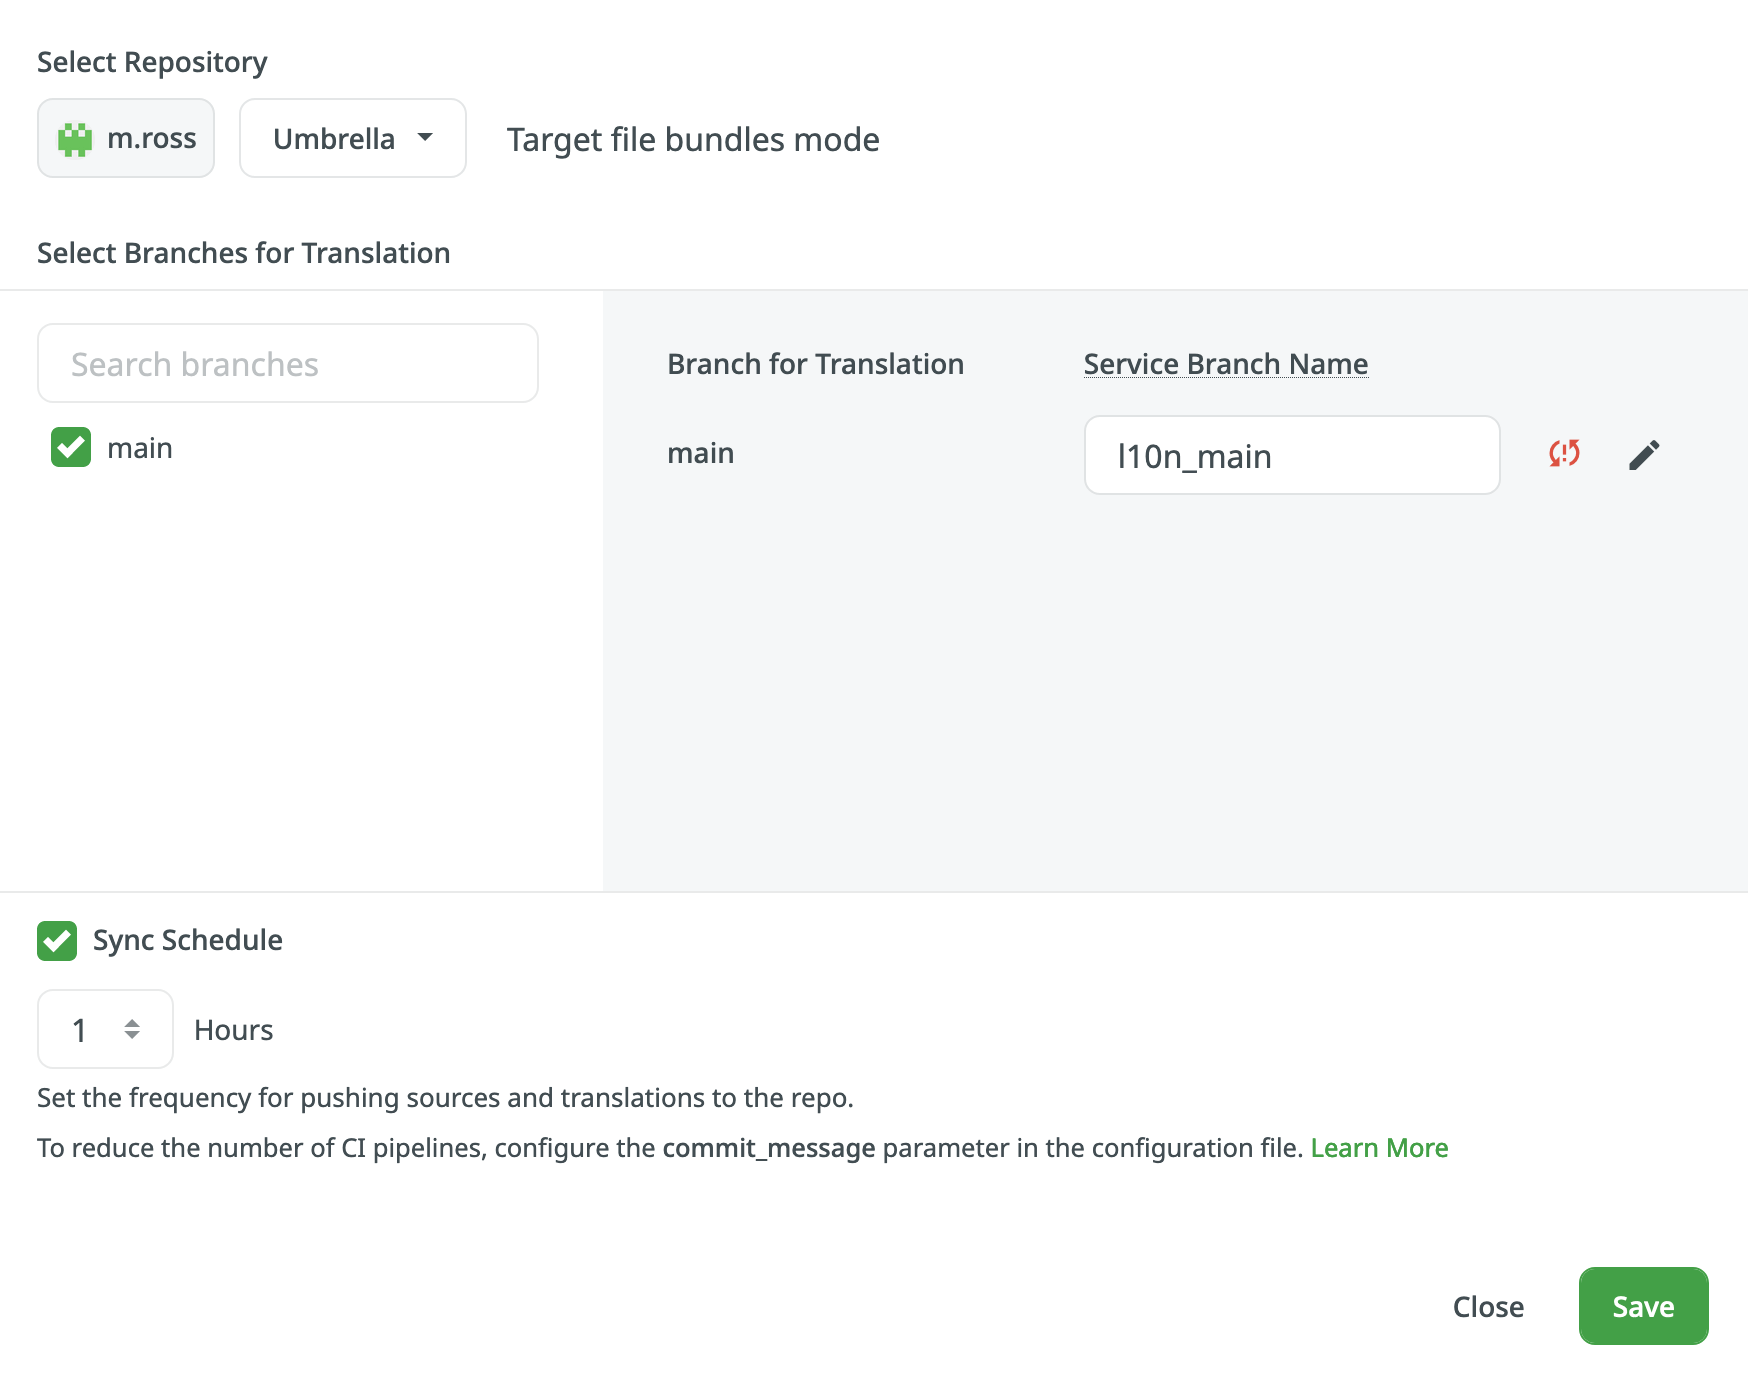 Select Repository
m.ross
Umbrella
Target file bundles mode
Select Branches for Translation
Search branches
Branch for Translation
Service Branch Name
main
main
l10n_main
Sync Schedule
1
Hours
Set the frequency for pushing sources and translations to the repo.
To reduce the number of CI pipelines, configure the commit_message parameter in the configuration file. Learn More
Close
Save